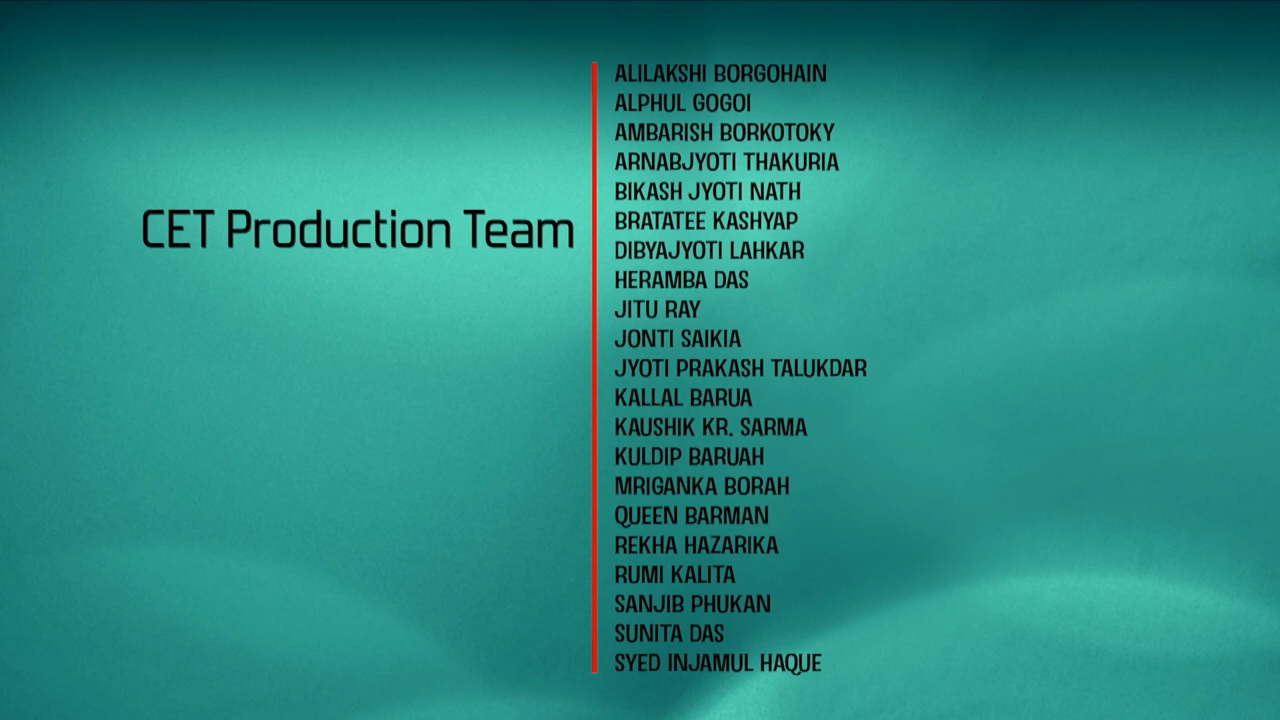 CET Production Team
ALILAKSHI BORGOHAIN
ALPHUL GOGOI
AMBARISH BORKOTOKY
ARNABJYOTI THAKURIA
BIKASH JYOTI NATH
BRATATEE KASHYAP
DIBYAJYOTI LAHKAR
HERAMBA DAS
JITU RAY
JONTI SAIKIA
JYOTI PRAKASH TALUKDAR
KALLAL BARUA
KAUSHIK KR. SARMA
KULDIP BARUAH
MRIGANKA BORAH
QUEEN BARMAN
REKHA HAZARIKA
RUMI KALITA
SANJIB PHUKAN
SUNITA DAS
SYED INJAMUL HAQUE